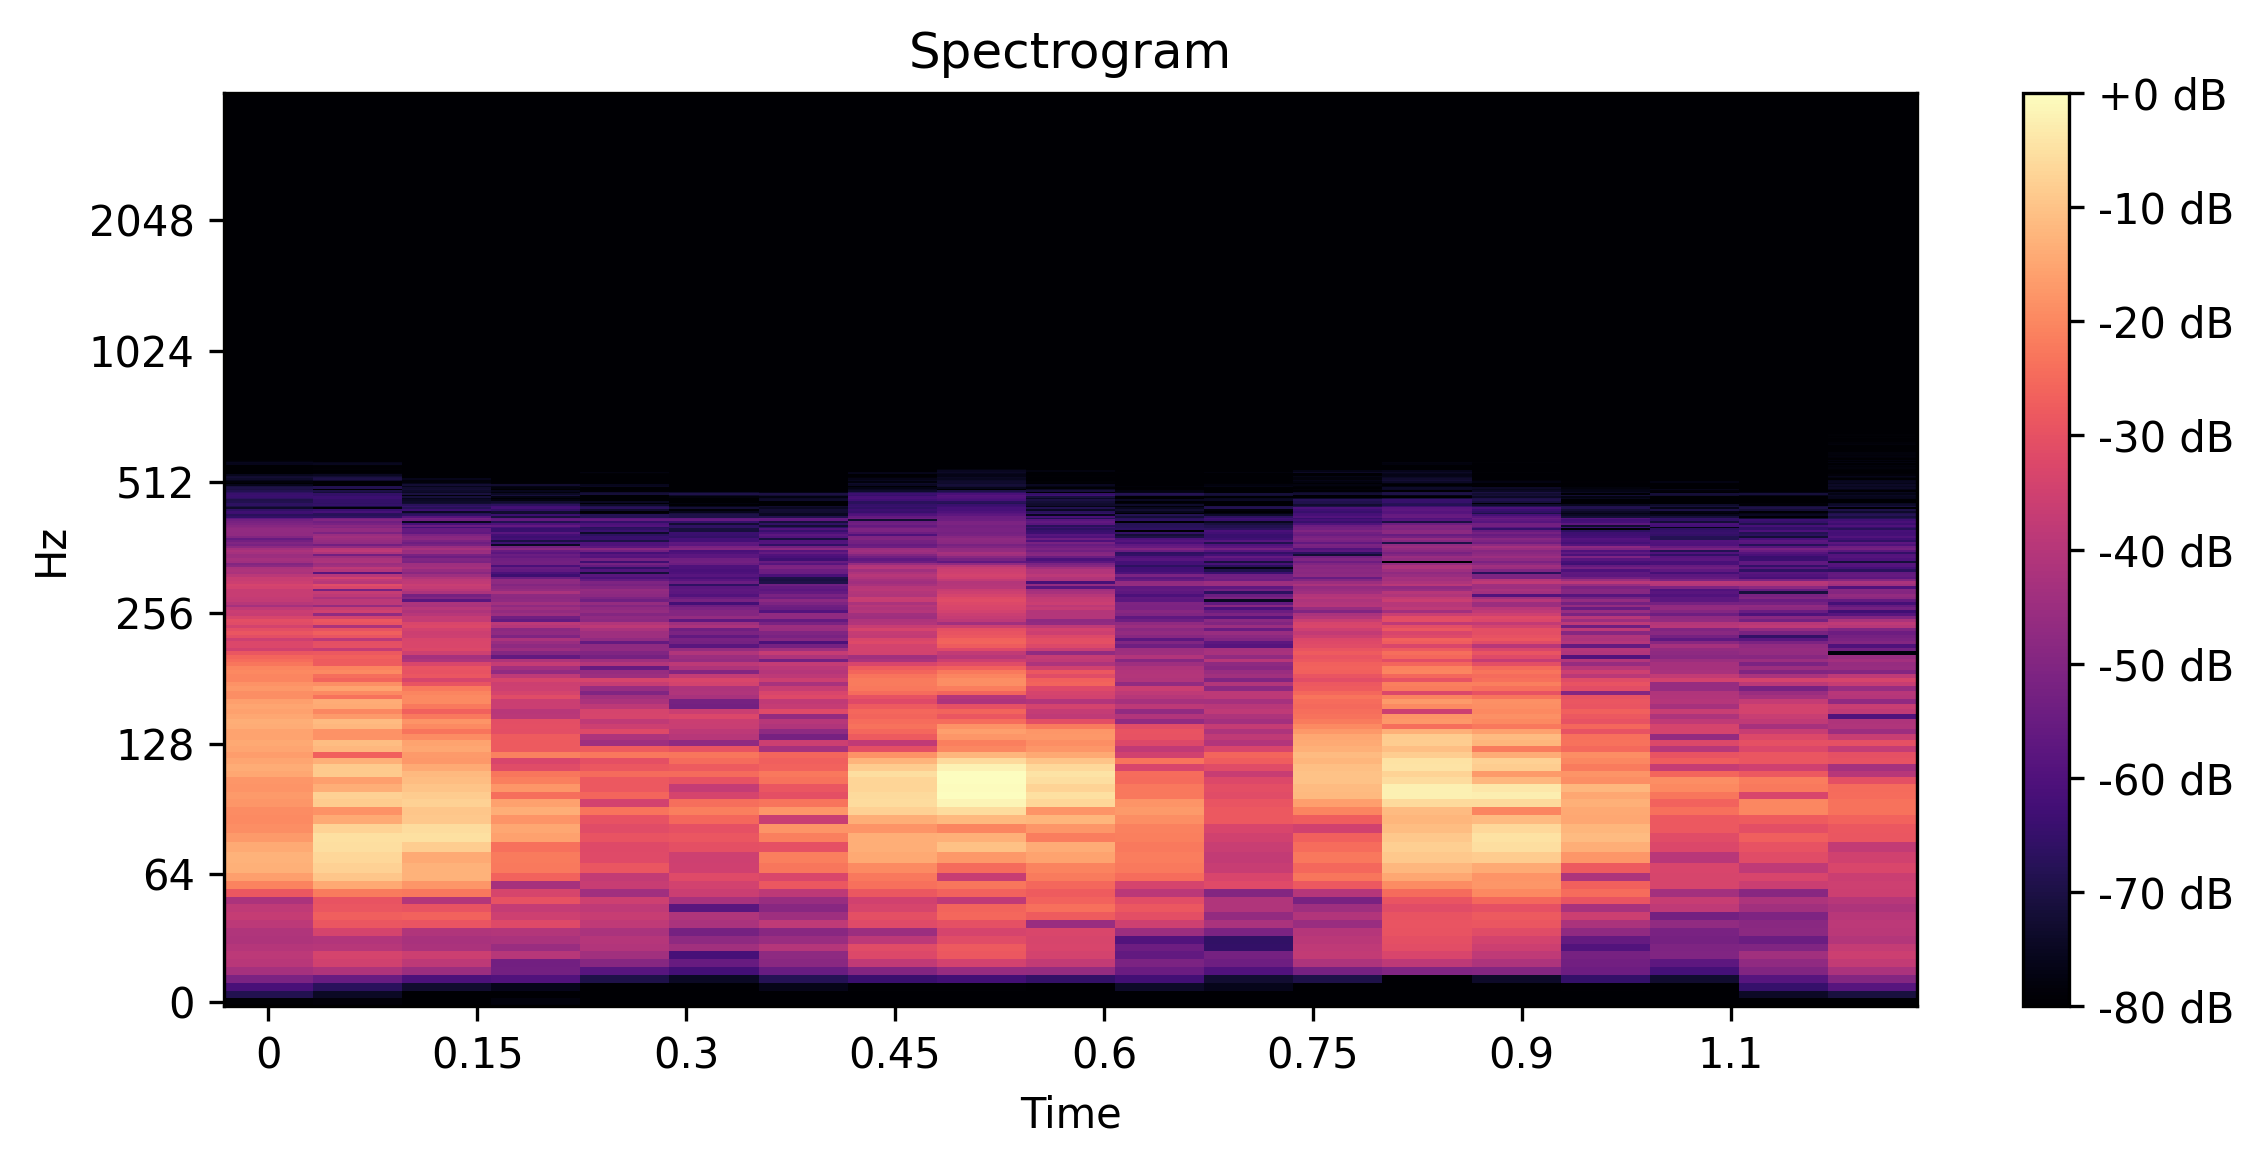 Spectrogram
2048
1024
512
256
128
64
0
Hz
0 0.15 0.3 0.45 0.6 0.75 0.9 1.1
Time
+0 dB
-10 dB
-20 dB
-30 dB
-40 dB
-50 dB
-60 dB
-70 dB
-80 dB